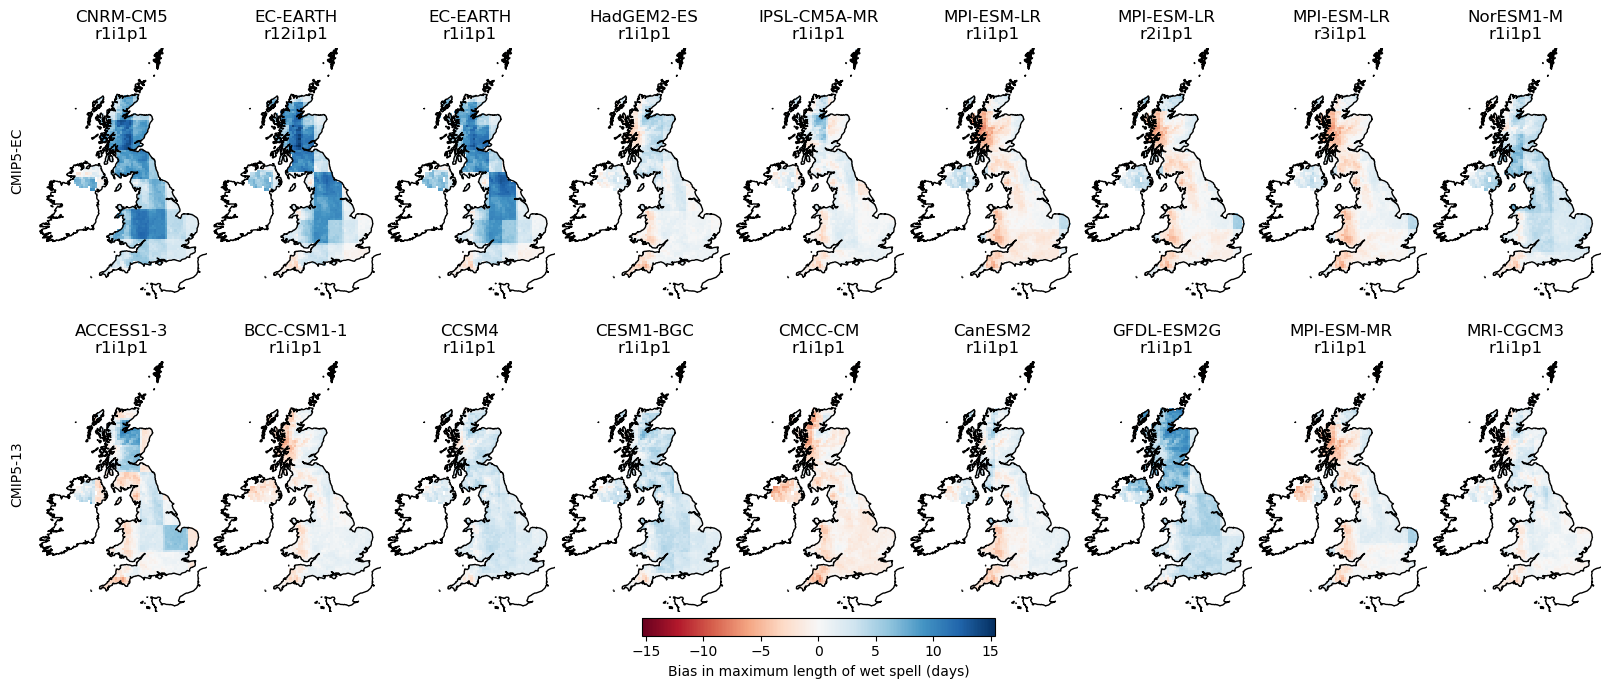 CNRM-CM5 EC-EARTH EC-EARTH HadGEM2-ES IPSL-CM5A-MR MPI-ESM-LR MPI-ESM-LR MPI-ESM-LR NorESM1-M
r1i1p1 r12i1p1 r1i1p1 r1i1p1 r1i1p1 r1i1p1 r2i1p1 r3i1p1 r1i1p1
CMIP5-EC
ACCESS1-3 BCC-CSM1-1 CCSM4 CESM1-BGC CMCC-CM CanESM2 GFDL-ESM2G MPI-ESM-MR MRI-CGCM3
r1i1p1 r1i1p1 r1i1p1 r1i1p1 r1i1p1 r1i1p1 r1i1p1 r1i1p1 r1i1p1
CMIP5-13
−15 −10 −5 0 5 10 15
Bias in maximum length of wet spell (days)